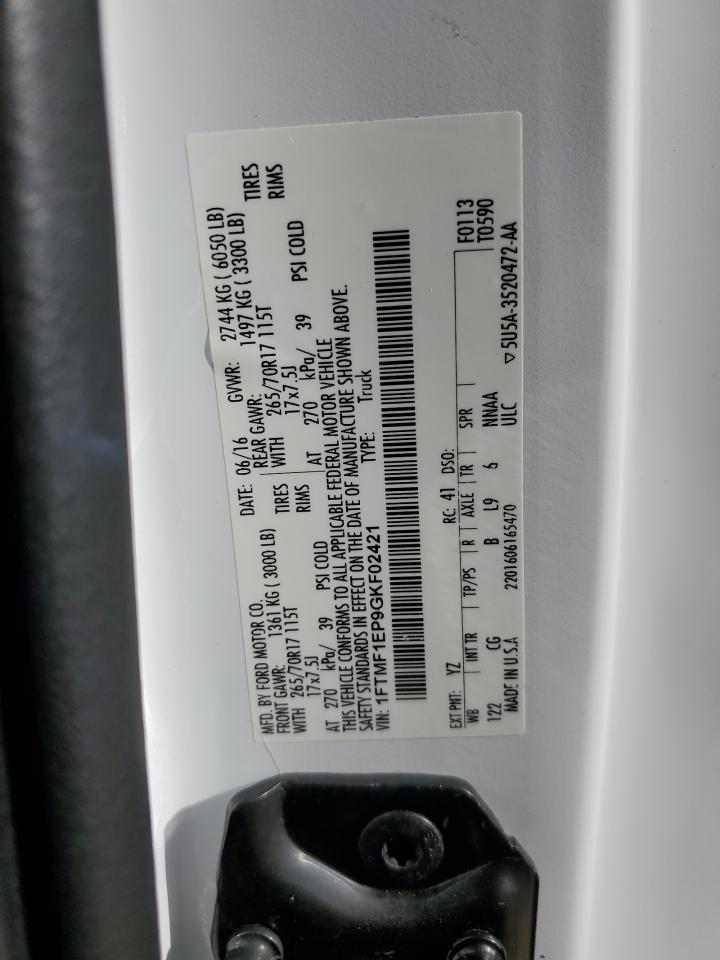 MFD. BY FORD MOTOR CO.
DATE: 06/16 GVWR: 2744 KG ( 6050 LB)
FRONT GAWR: 1361 KG ( 3000 LB)
REAR GAWR: 1497 KG ( 3300 LB)
WITH 265/70R17 115T TIRES
WITH 265/70R17 115T TIRES
17x7.5J RIMS
17x7.5J RIMS
AT 270 kPa/ 39 PSI COLD
AT 270 kPa/ 39 PSI COLD
THIS VEHICLE CONFORMS TO ALL APPLICABLE FEDERAL MOTOR VEHICLE
SAFETY STANDARDS IN EFFECT ON THE DATE OF MANUFACTURE SHOWN ABOVE.
VIN: 1FTMF1EP9GKF02421
TYPE: Truck
EXT PNT: YZ RC: 41 DSO:
F0113
WB INT TR TP/PS R AXLE TR SPR
T0590
122 CG B L9 6 NNAA
MADE IN U.S.A 2201606165470 ULC
▽ 5U5A-3520472-AA